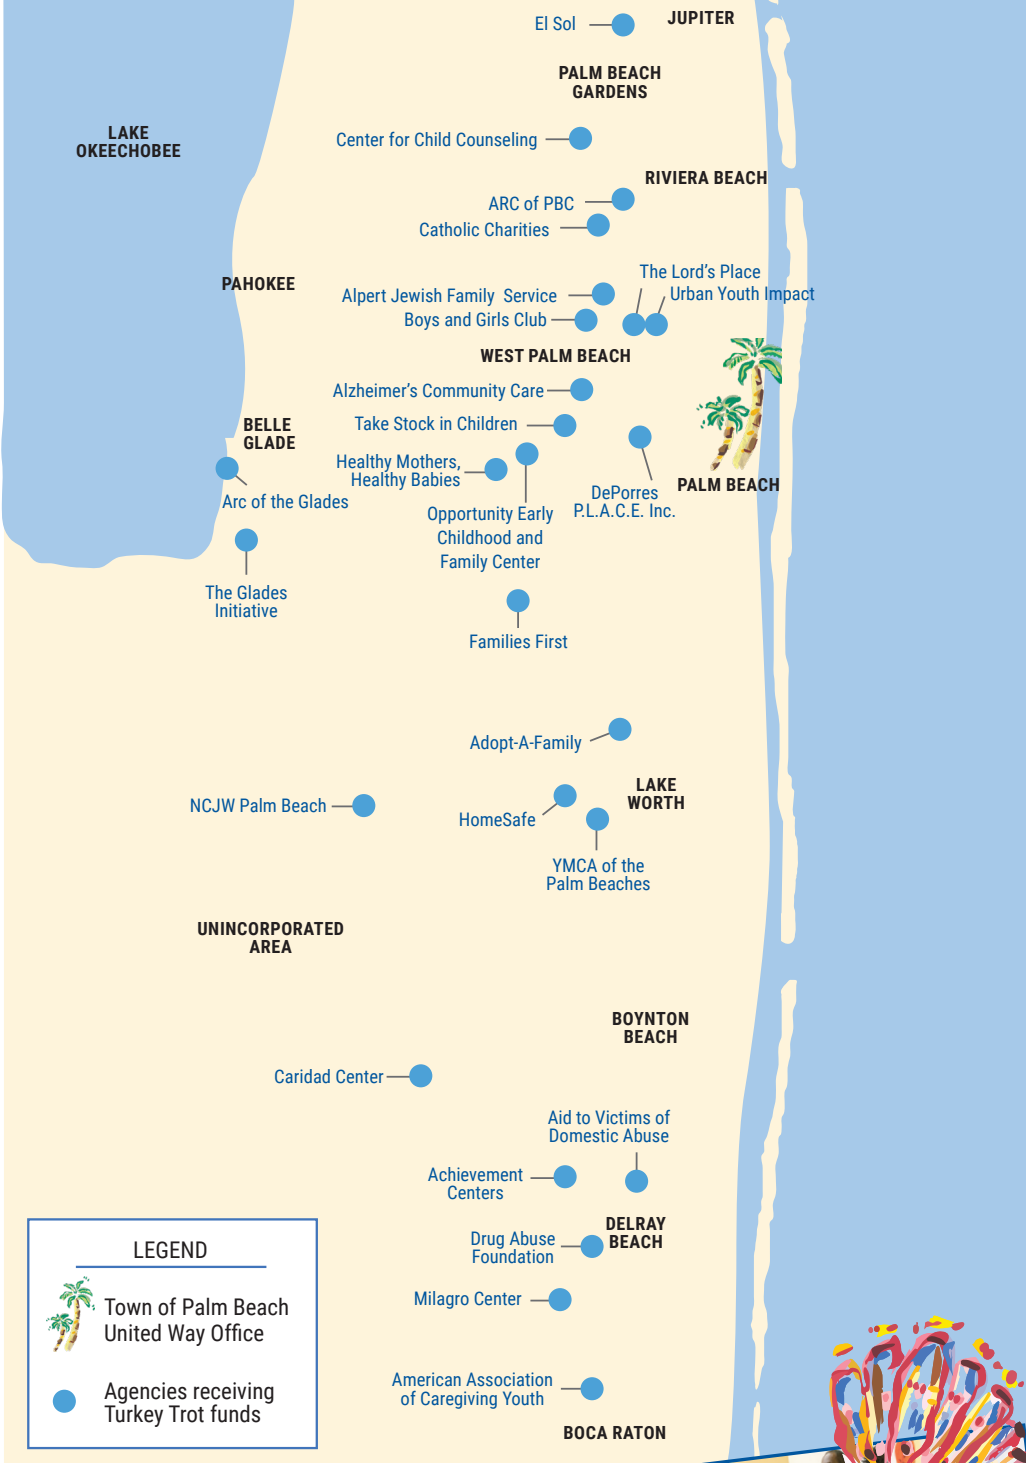 El Sol
JUPITER
PALM BEACH
GARDENS
LAKE
OKEECHOBEE
Center for Child Counseling
RIVIERA BEACH
ARC of PBC
Catholic Charities
The Lord's Place
PAHOKEE
Alpert Jewish Family Service
Urban Youth Impact
Boys and Girls Club
WEST PALM BEACH
Alzheimer's Community Care
Take Stock in Children
BELLE
GLADE
Healthy Mothers,
Healthy Babies
Arc of the Glades
DePorres
P.L.A.C.E. Inc.
PALM BEACH
Opportunity Early
Childhood and
Family Center
The Glades
Initiative
Families First
Adopt-A-Family
LAKE
WORTH
NCJW Palm Beach
HomeSafe
YMCA of the
Palm Beaches
UNINCORPORATED
AREA
BOYNTON
BEACH
Caridad Center
Aid to Victims of
Domestic Abuse
Achievement
Centers
DELRAY
BEACH
Drug Abuse
Foundation
Milagro Center
American Association
of Caregiving Youth
BOCA RATON
LEGEND
Town of Palm Beach
United Way Office
Agencies receiving
Turkey Trot funds